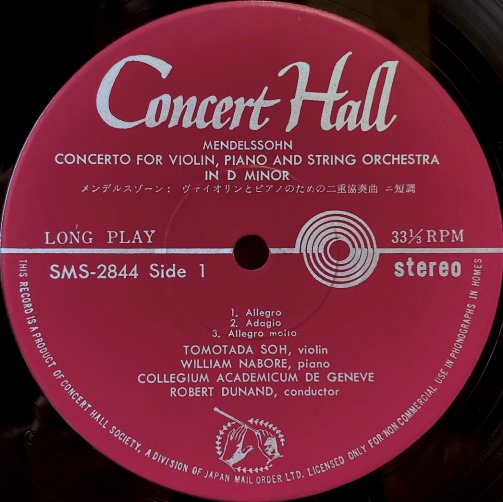 Concert Hall
MENDELSSOHN
CONCERTO FOR VIOLIN, PIANO AND STRING ORCHESTRA
IN D MINOR
メンデルスゾーン： ヴァイオリンとピアノのための二重協奏曲 ニ短調
LONG PLAY
33⅓ RPM
SMS-2844 Side 1
stereo
1. Allegro
2. Adagio
3. Allegro molto
TOMOTADA SOH, violin
WILLIAM NABORE, piano
COLLEGIUM ACADEMICUM DE GENEVE
ROBERT DUNAND, conductor
THIS RECORD IS A PRODUCT OF CONCERT HALL SOCIETY, A DIVISION OF JAPAN MAIL ORDER LTD. LICENSED ONLY FOR NON COMMERCIAL USE IN PHONOGRAPHS IN HOMES